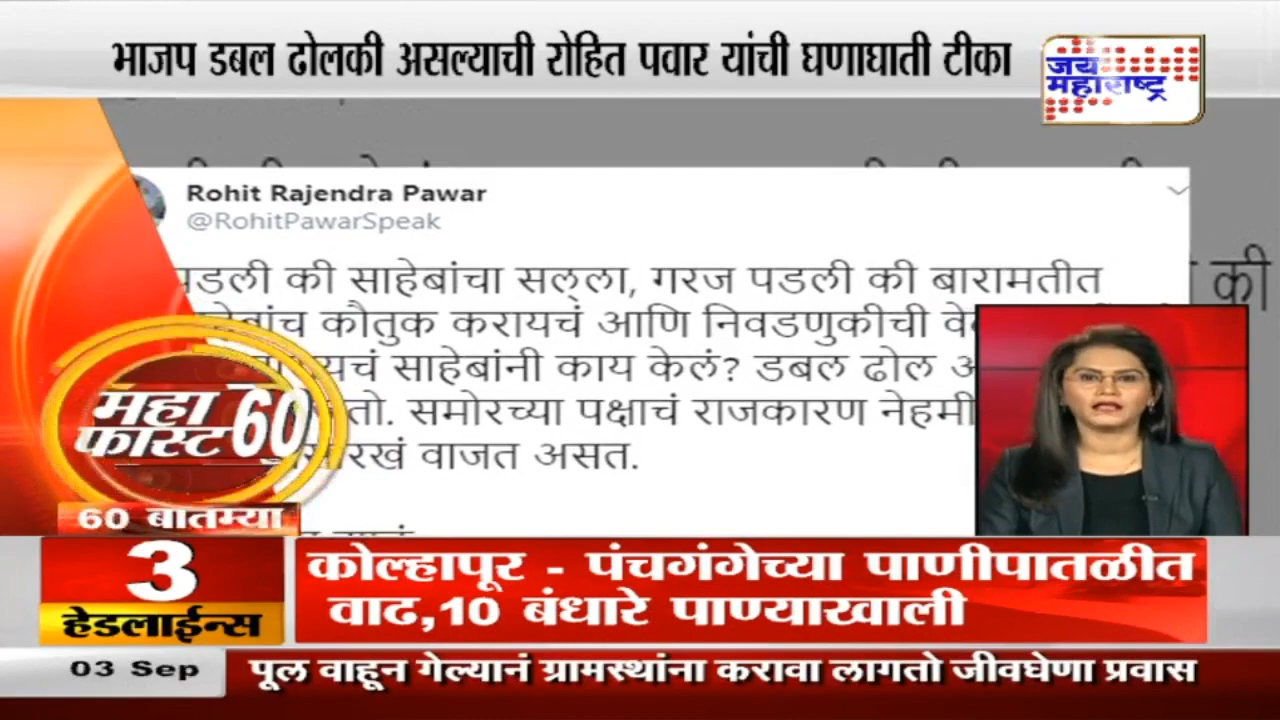 भाजप डबल ढोलकी असल्याची रोहित पवार यांची घणाघाती टीका
जय
महाराष्ट्र
Rohit Rajendra Pawar
@RohitPawarSpeak
पडली की साहेबांचा सल्ला, गरज पडली की बारामतीत
कौतुक करायचं आणि निवडणुकीची
साहेबांनी काय केलं? डबल ढोल
समोरच्या पक्षाचं राजकारण नेहमी
वाजत असत.
की
महा
फास्ट 60
60 बातम्या
3
हेडलाईन्स
कोल्हापूर - पंचगंगेच्या पाणीपातळीत
वाढ,10 बंधारे पाण्याखाली
03 Sep
पूल वाहून गेल्यानं ग्रामस्थांना करावा लागतो जीवघेणा प्रवास